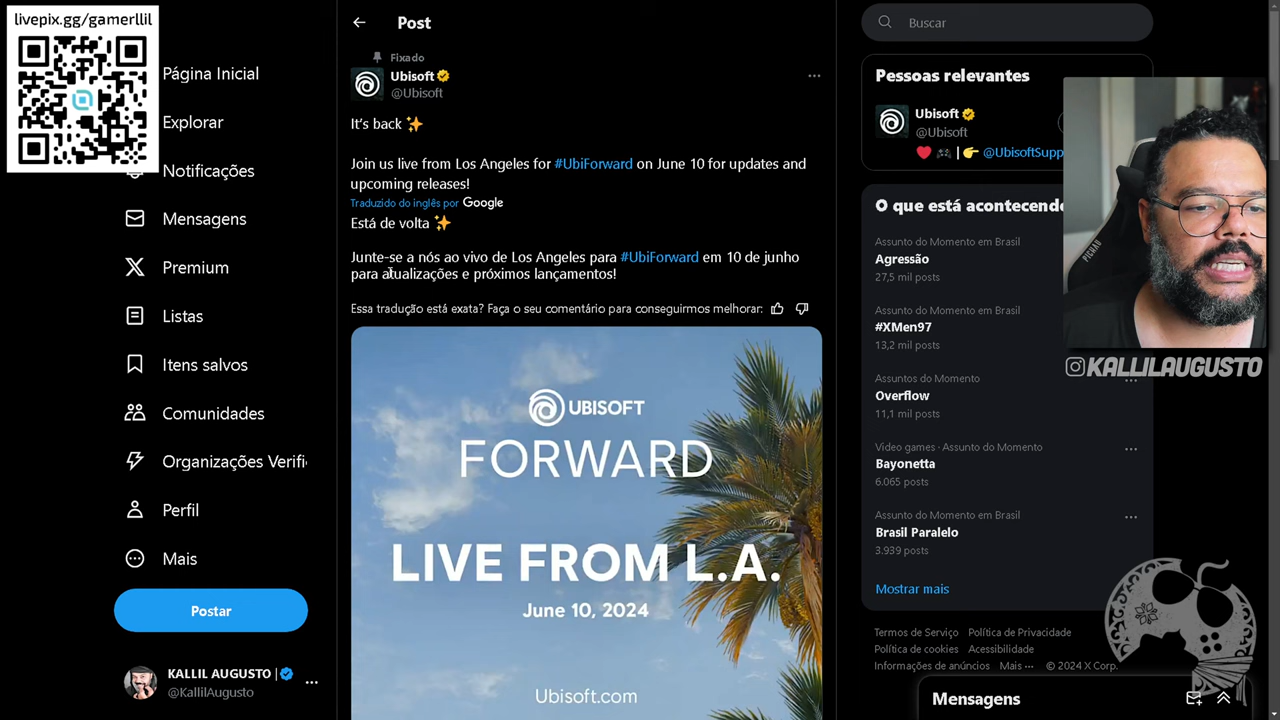 livepix.gg/gamerllil
Página Inicial
Explorar
Notificações
Mensagens
Premium
Listas
Itens salvos
Comunidades
Organizações Verifi
Perfil
Mais
Postar
KALLIL AUGUSTO |
@KallilAugusto
Post
Fixado
Ubisoft
@Ubisoft
It's back ✨
Join us live from Los Angeles for #UbiForward on June 10 for updates and
upcoming releases!
Traduzido do inglês por Google
Está de volta ✨
Junte-se a nós ao vivo de Los Angeles para #UbiForward em 10 de junho
para atualizações e próximos lançamentos!
Essa tradução está exata? Faça o seu comentário para conseguirmos melhorar:
UBISOFT
FORWARD
LIVE FROM L.A.
June 10, 2024
Ubisoft.com
Buscar
Pessoas relevantes
Ubisoft
@Ubisoft
❤️ 🎮 | 👉 @UbisoftSupp
O que está acontecendo
Assunto do Momento em Brasil
Agressão
27,5 mil posts
Assunto do Momento em Brasil
#XMen97
13,2 mil posts
Assuntos do Momento
Overflow
11,1 mil posts
Video games · Assunto do Momento
Bayonetta
6.065 posts
Assunto do Momento em Brasil
Brasil Paralelo
3.939 posts
Mostrar mais
Termos de Serviço Política de Privacidade
Política de cookies Acessibilidade
Informações de anúncios Mais ··· © 2024 X Corp.
Mensagens
PICHAU
KALLILAUGUSTO